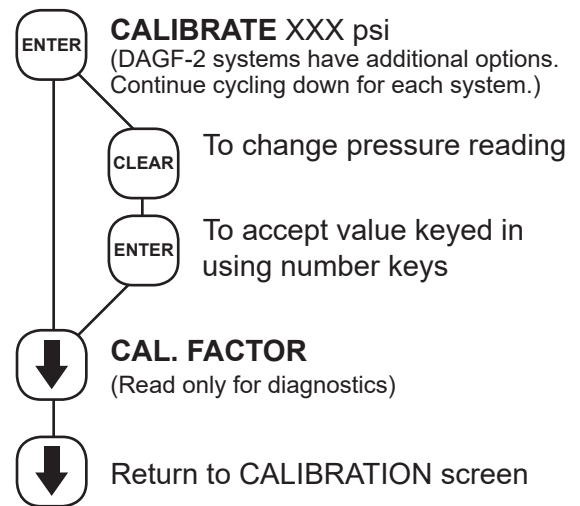 ENTER
CALIBRATE XXX psi
(DAGF-2 systems have additional options.
Continue cycling down for each system.)
CLEAR
To change pressure reading
ENTER
To accept value keyed in
using number keys
CAL. FACTOR
(Read only for diagnostics)
Return to CALIBRATION screen